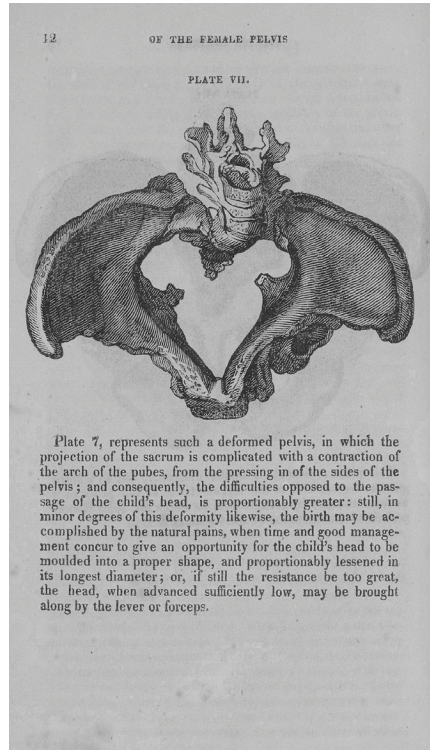 12
OF THE FEMALE PELVIS
PLATE VII.
Plate 7, represents such a deformed pelvis, in which the
projection of the sacrum is complicated with a contraction of
the arch of the pubes, from the pressing in of the sides of the
pelvis; and consequently, the difficulties opposed to the pas-
sage of the child's head, is proportionably greater: still, in
minor degrees of this deformity likewise, the birth may be ac-
complished by the natural pains, when time and good manage-
ment concur to give an opportunity for the child's head to be
moulded into a proper shape, and proportionably lessened in
its longest diameter; or, if still the resistance be too great,
the head, when advanced sufficiently low, may be brought
along by the lever or forceps.